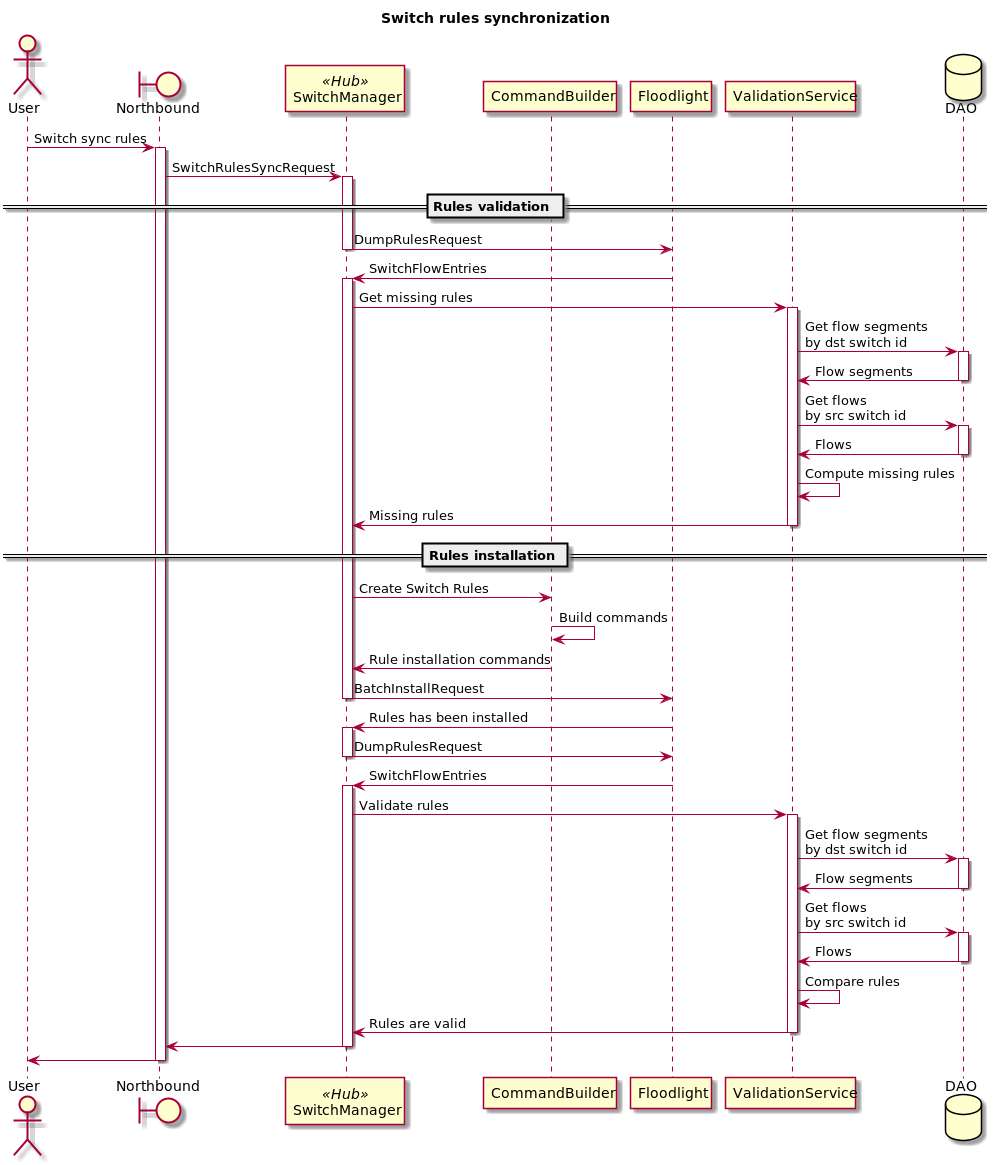 Switch rules synchronization
User
Northbound
«Hub»
SwitchManager
CommandBuilder
Floodlight
ValidationService
DAO
Switch sync rules
SwitchRulesSyncRequest
Rules validation
DumpRulesRequest
SwitchFlowEntries
Get missing rules
Get flow segments
by dst switch id
Flow segments
Get flows
by src switch id
Flows
Compute missing rules
Missing rules
Rules installation
Create Switch Rules
Build commands
Rule installation commands
BatchInstallRequest
Rules has been installed
DumpRulesRequest
SwitchFlowEntries
Validate rules
Get flow segments
by dst switch id
Flow segments
Get flows
by src switch id
Flows
Compare rules
Rules are valid
User
Northbound
«Hub»
SwitchManager
CommandBuilder
Floodlight
ValidationService
DAO